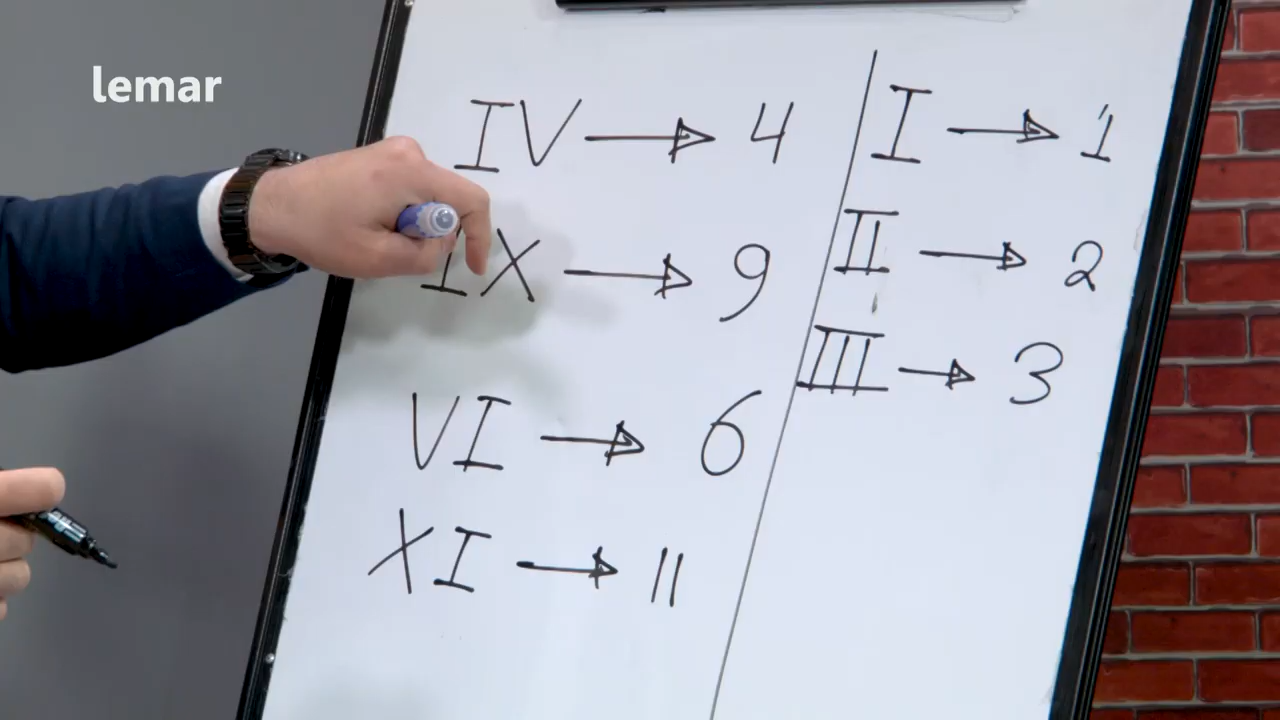 lemar
IV → 4
IX → 9
VI → 6
XI → 11
I → 1
II → 2
III → 3